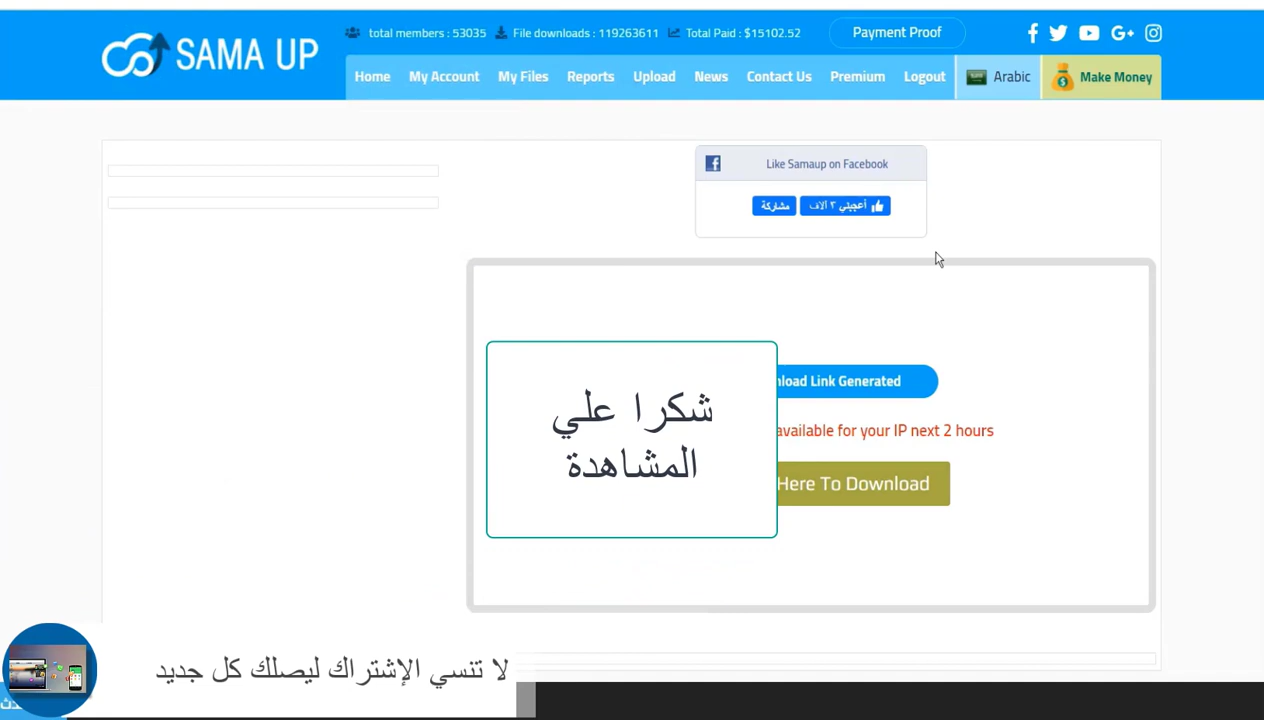 SAMA UP
total members : 53035 File downloads : 119263611 Total Paid : $15102.52 Payment Proof
Home My Account My Files Reports Upload News Contact Us Premium Logout Arabic Make Money
Like Samaup on Facebook
أعجبني ٣ آلاف مشاركة
nload Link Generated
available for your IP next 2 hours
Here To Download
شكرا علي
المشاهدة
لا تنسي الإشتراك ليصلك كل جديد